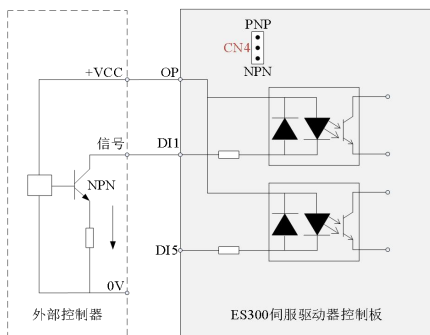 PNP
CN4
NPN
+VCC
OP
信号
DI1
NPN
DI5
0V
外部控制器
ES300伺服驱动器控制板